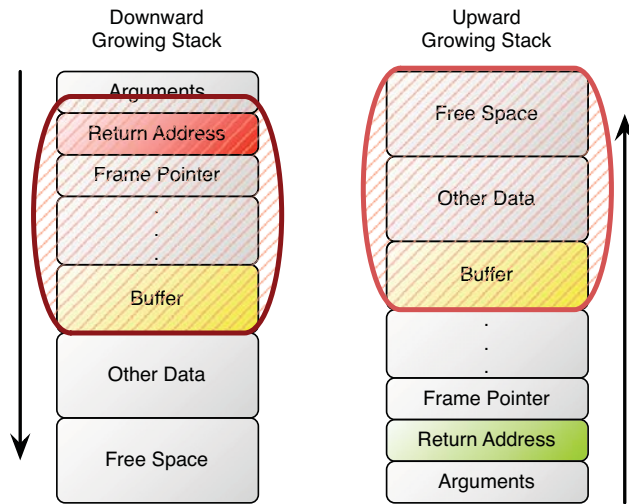 Downward
Growing Stack
Arguments
Return Address
Frame Pointer
.
.
.
Buffer
Other Data
Free Space
Upward
Growing Stack
Free Space
Other Data
Buffer
.
.
.
Frame Pointer
Return Address
Arguments